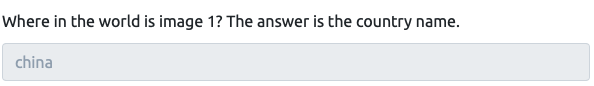 Where in the world is image 1? The answer is the country name.
china